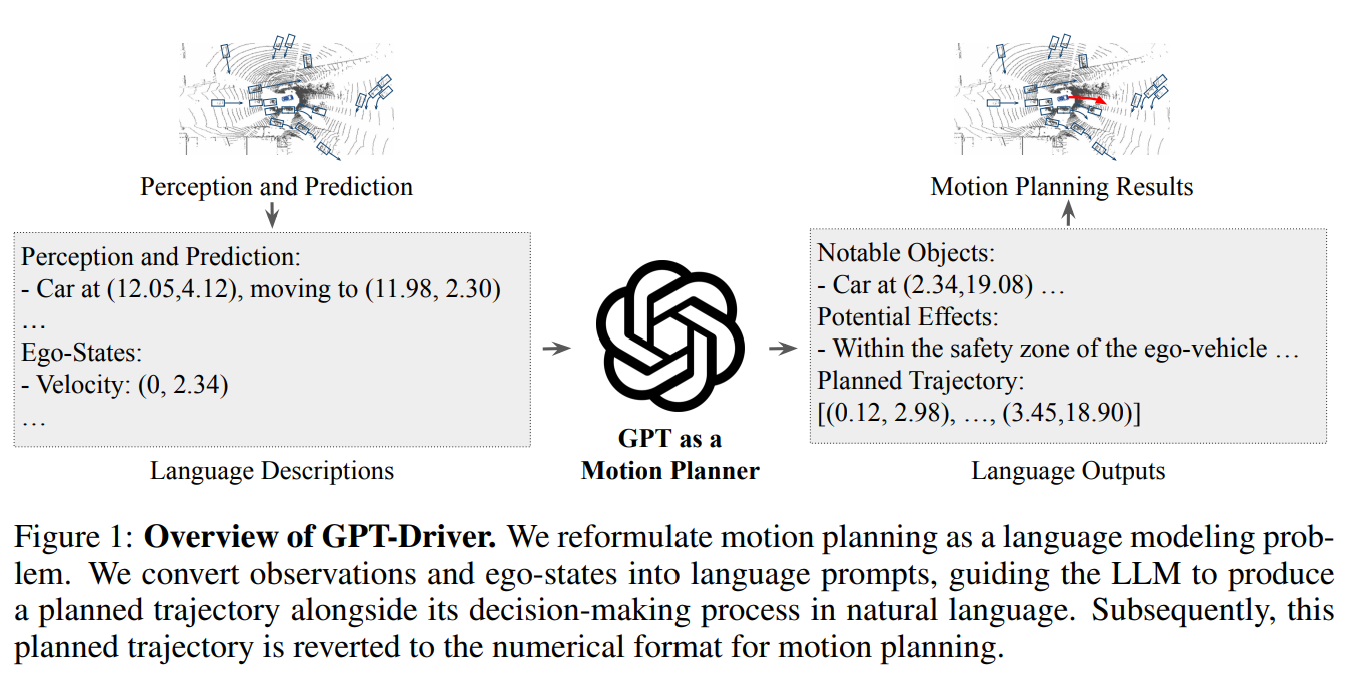 Perception and Prediction
Motion Planning Results
Perception and Prediction:
- Car at (12.05,4.12), moving to (11.98, 2.30)
…
Ego-States:
- Velocity: (0, 2.34)
…
Language Descriptions
GPT as a
Motion Planner
Notable Objects:
- Car at (2.34,19.08) …
Potential Effects:
- Within the safety zone of the ego-vehicle …
Planned Trajectory:
[(0.12, 2.98), …, (3.45,18.90)]
Language Outputs
Figure 1: Overview of GPT-Driver. We reformulate motion planning as a language modeling prob-
lem. We convert observations and ego-states into language prompts, guiding the LLM to produce
a planned trajectory alongside its decision-making process in natural language. Subsequently, this
planned trajectory is reverted to the numerical format for motion planning.